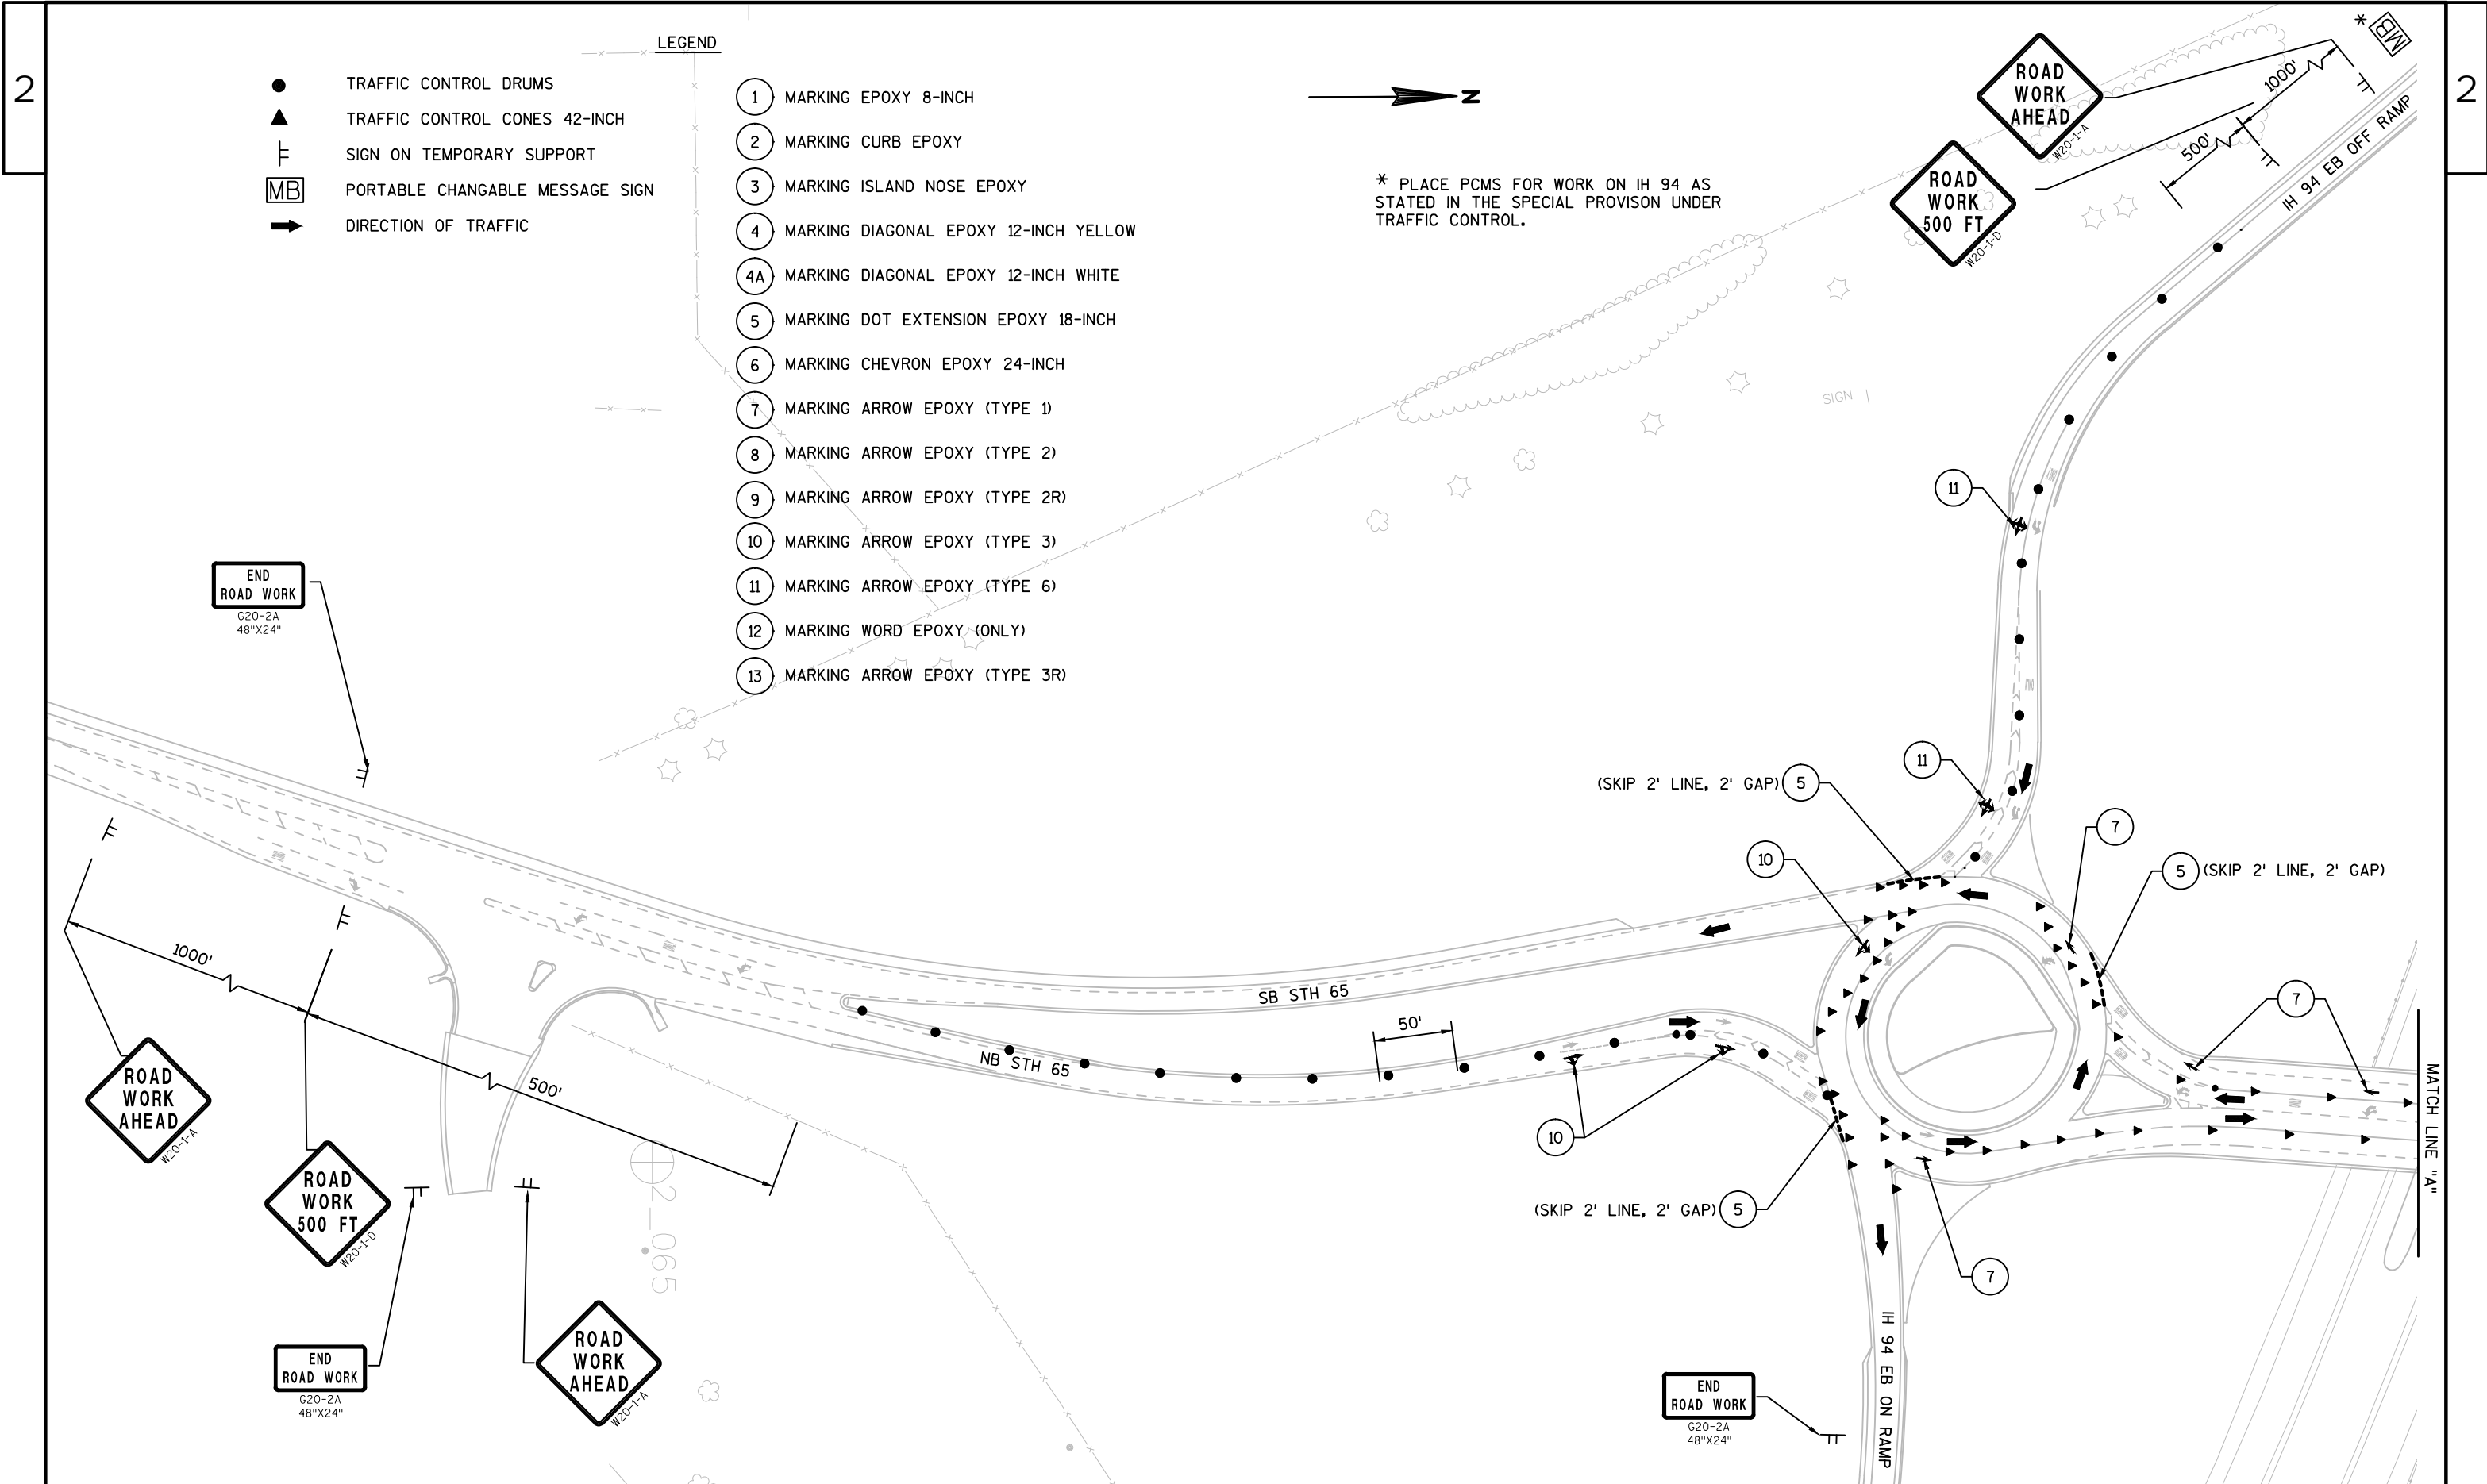 2
2
LEGEND
TRAFFIC CONTROL DRUMS
TRAFFIC CONTROL CONES 42-INCH
SIGN ON TEMPORARY SUPPORT
MB PORTABLE CHANGABLE MESSAGE SIGN
DIRECTION OF TRAFFIC
1 MARKING EPOXY 8-INCH
2 MARKING CURB EPOXY
3 MARKING ISLAND NOSE EPOXY
4 MARKING DIAGONAL EPOXY 12-INCH YELLOW
4A MARKING DIAGONAL EPOXY 12-INCH WHITE
5 MARKING DOT EXTENSION EPOXY 18-INCH
6 MARKING CHEVRON EPOXY 24-INCH
7 MARKING ARROW EPOXY (TYPE 1)
8 MARKING ARROW EPOXY (TYPE 2)
9 MARKING ARROW EPOXY (TYPE 2R)
10 MARKING ARROW EPOXY (TYPE 3)
11 MARKING ARROW EPOXY (TYPE 6)
12 MARKING WORD EPOXY (ONLY)
13 MARKING ARROW EPOXY (TYPE 3R)
N
* PLACE PCMS FOR WORK ON IH 94 AS
STATED IN THE SPECIAL PROVISON UNDER
TRAFFIC CONTROL.
* MB
ROAD
WORK
AHEAD
W20-1-A
1000'
ROAD
WORK
500 FT
W20-1-D
500'
IH 94 EB OFF RAMP
SIGN
11
END
ROAD WORK
G20-2A
48"X24"
11
(SKIP 2' LINE, 2' GAP) 5
7
10
5 (SKIP 2' LINE, 2' GAP)
1000'
SB STH 65
7
50'
NB STH 65
500'
ROAD
WORK
AHEAD
W20-1-A
10
MATCH LINE "A"
ROAD
WORK
500 FT
W20-1-D
2 065
(SKIP 2' LINE, 2' GAP) 5
7
END
ROAD WORK
G20-2A
48"X24"
ROAD
WORK
AHEAD
W20-1-A
END
ROAD WORK
G20-2A
48"X24"
IH 94 EB ON RAMP